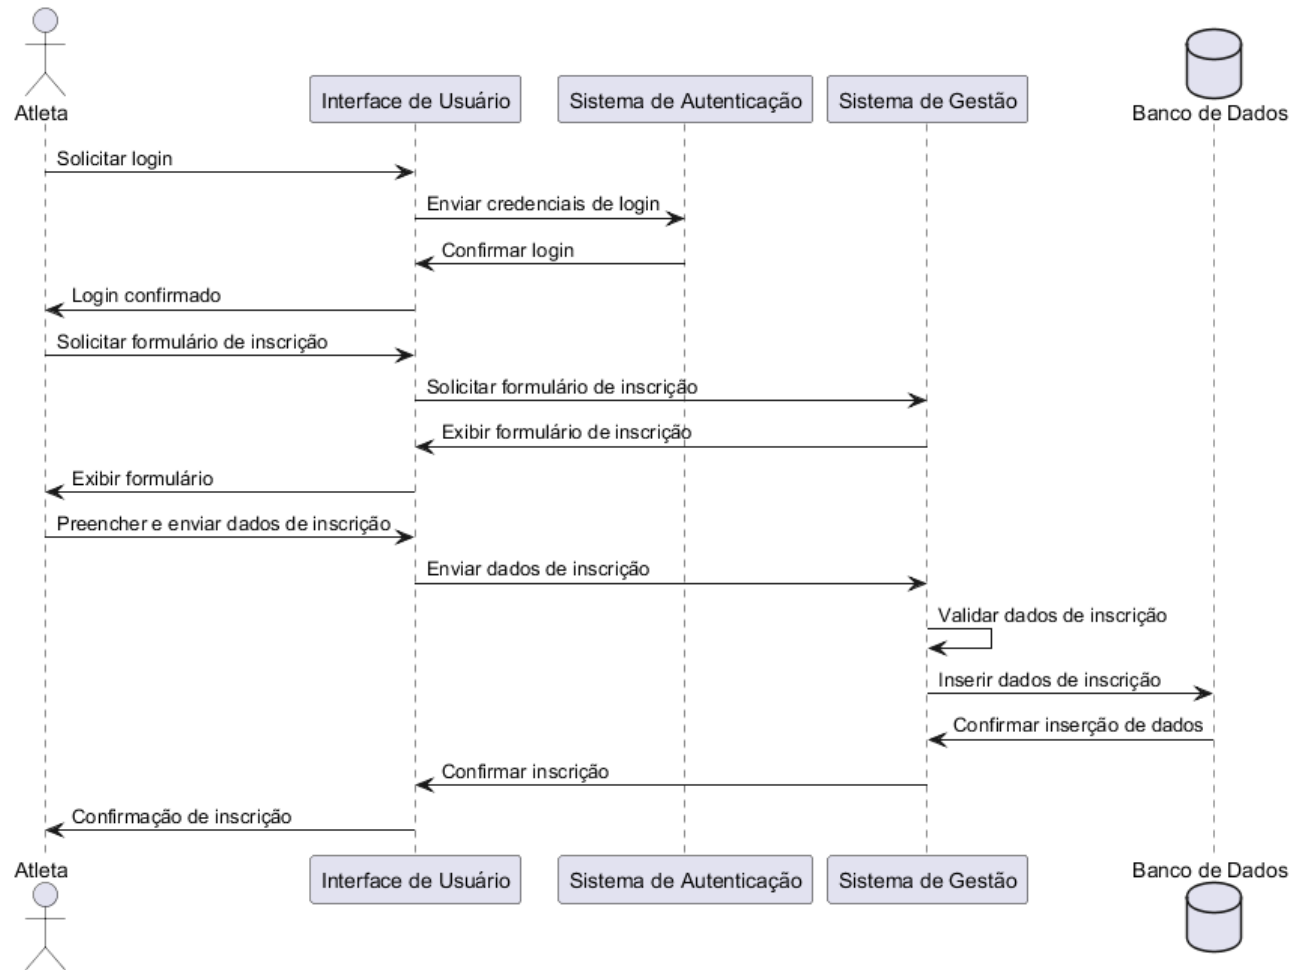 Atleta
Interface de Usuário
Sistema de Autenticação
Sistema de Gestão
Banco de Dados
Solicitar login
Enviar credenciais de login
Confirmar login
Login confirmado
Solicitar formulário de inscrição
Solicitar formulário de inscrição
Exibir formulário de inscrição
Exibir formulário
Preencher e enviar dados de inscrição
Enviar dados de inscrição
Validar dados de inscrição
Inserir dados de inscrição
Confirmar inserção de dados
Confirmar inscrição
Confirmação de inscrição
Atleta
Interface de Usuário
Sistema de Autenticação
Sistema de Gestão
Banco de Dados